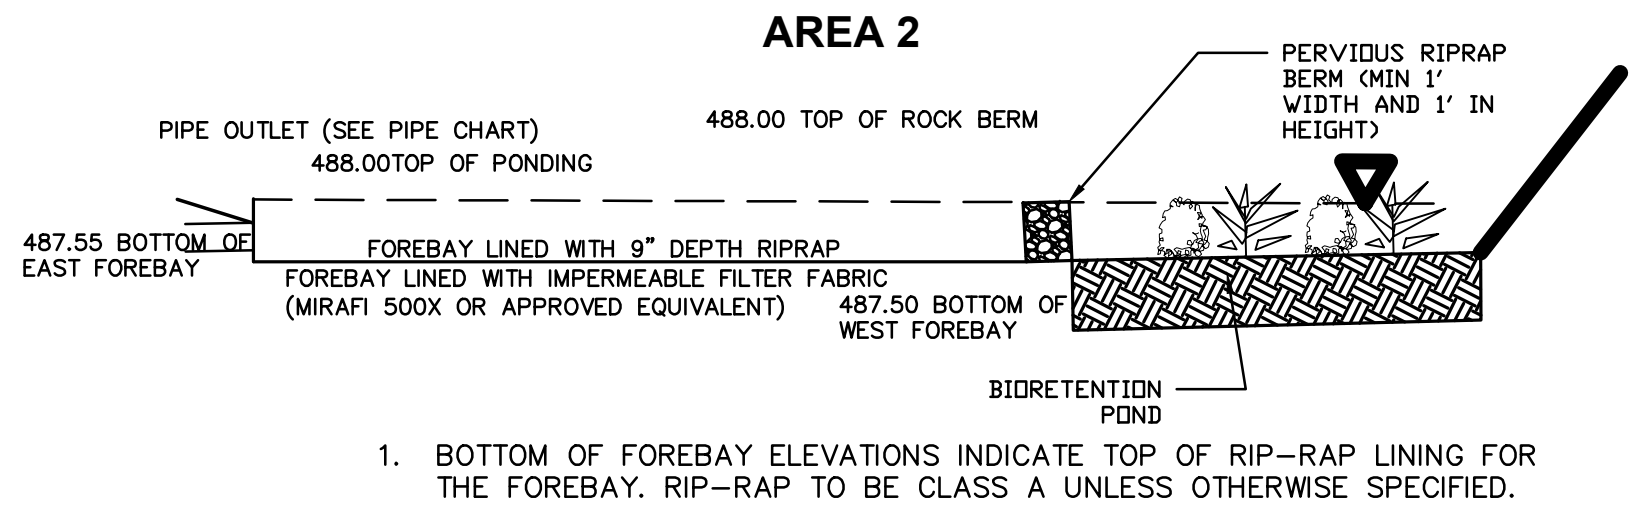 AREA 2
PERVIOUS RIPRAP
BERM (MIN 1'
WIDTH AND 1' IN
HEIGHT)
488.00 TOP OF ROCK BERM
PIPE OUTLET (SEE PIPE CHART)
488.00TOP OF PONDING
487.55 BOTTOM OF
EAST FOREBAY
FOREBAY LINED WITH 9" DEPTH RIPRAP
FOREBAY LINED WITH IMPERMEABLE FILTER FABRIC
(MIRAFI 500X OR APPROVED EQUIVALENT)
487.50 BOTTOM OF
WEST FOREBAY
BIORETENTION
POND
1. BOTTOM OF FOREBAY ELEVATIONS INDICATE TOP OF RIP-RAP LINING FOR
THE FOREBAY. RIP-RAP TO BE CLASS A UNLESS OTHERWISE SPECIFIED.